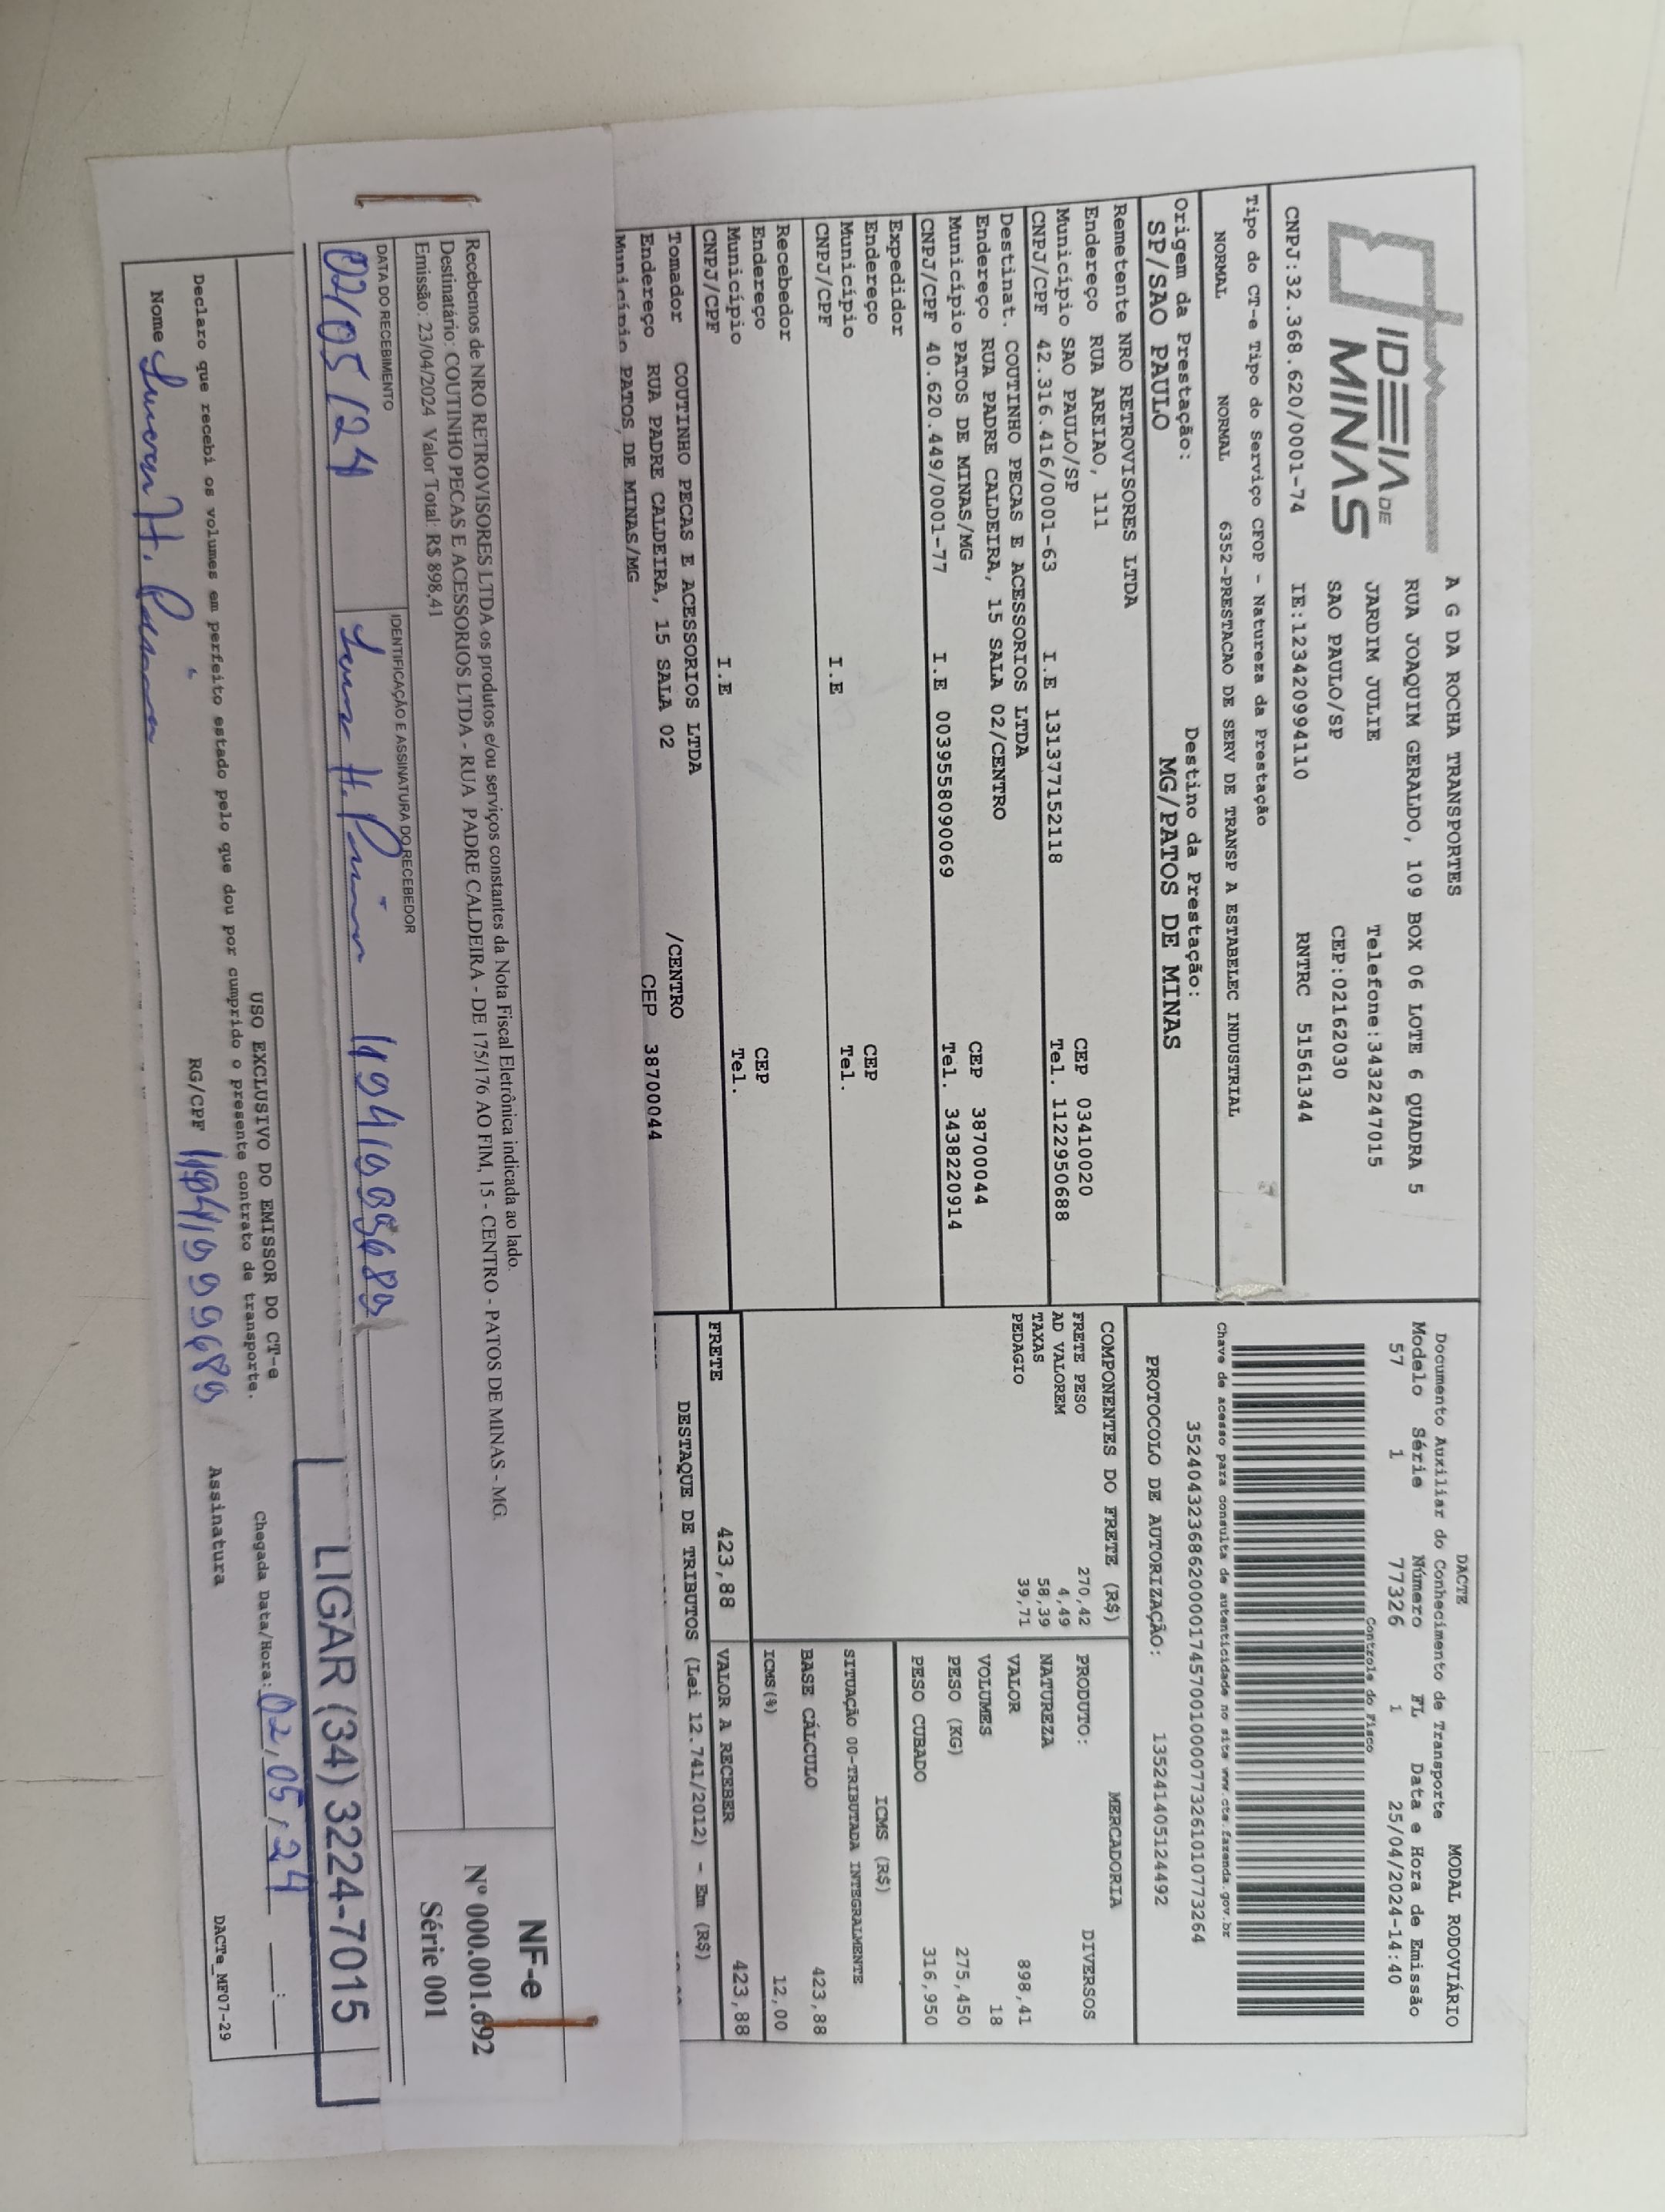 IDEIA DE
MINAS
A G DA ROCHA TRANSPORTES
RUA JOAQUIM GERALDO, 109 BOX 06 LOTE 6 QUADRA 5
JARDIM JULIE Telefone:3432247015
SAO PAULO/SP CEP:02162030
CNPJ:32.368.620/0001-74 IE:123420994110 RNTRC 51561344
Tipo do CT-e Tipo do Serviço CFOP - Natureza da Prestação
NORMAL NORMAL 6352-PRESTACAO DE SERV DE TRANSP A ESTABELEC INDUSTRIAL
Origem da Prestação: Destino da Prestação:
SP/SAO PAULO MG/PATOS DE MINAS
Remetente NRO RETROVISORES LTDA
Endereço RUA AREIAO, 111 CEP 03410020
Município SAO PAULO/SP Tel. 1122950688
CNPJ/CPF 42.316.416/0001-63 I.E 131377152118
Destinat. COUTINHO PECAS E ACESSORIOS LTDA
Endereço RUA PADRE CALDEIRA, 15 SALA 02/CENTRO CEP 38700044
Município PATOS DE MINAS/MG Tel. 3438220914
CNPJ/CPF 40.620.449/0001-77 I.E 0039558090069
Expedidor
Endereço CEP
Município Tel.
CNPJ/CPF I.E
Recebedor
Endereço CEP
Município Tel.
CNPJ/CPF I.E
Tomador COUTINHO PECAS E ACESSORIOS LTDA
Endereço RUA PADRE CALDEIRA, 15 SALA 02 /CENTRO
Município PATOS DE MINAS/MG CEP 38700044
DACTE MODAL RODOVIÁRIO
Documento Auxiliar do Conhecimento de Transporte
Modelo Série Número FL Data e Hora de Emissão
57 1 77326 1 25/04/2024-14:40
Controle do Fisco
Chave de acesso para consulta de autenticidade no site www.cte.fazenda.gov.br
35240432368620000174570010000773261010773264
PROTOCOLO DE AUTORIZAÇÃO: 135241405124492
COMPONENTES DO FRETE (R$)
FRETE PESO 270,42
AD VALOREM 4,49
TAXAS 58,39
PEDAGIO 39,71
MERCADORIA
PRODUTO: DIVERSOS
NATUREZA
VALOR 898,41
VOLUMES 18
PESO (KG) 275,450
PESO CUBADO 316,950
ICMS (R$)
SITUAÇÃO 00-TRIBUTADA INTEGRALMENTE
BASE CÁLCULO 423,88
ICMS(%) 12,00
FRETE 423,88 VALOR A RECEBER 423,88
DESTAQUE DE TRIBUTOS (Lei 12.741/2012) - Em (R$)
Recebemos de NRO RETROVISORES LTDA os produtos e/ou serviços constantes da Nota Fiscal Eletrônica indicada ao lado.
Destinatário: COUTINHO PECAS E ACESSORIOS LTDA - RUA PADRE CALDEIRA - DE 175/176 AO FIM, 15 - CENTRO - PATOS DE MINAS - MG
Emissão: 23/04/2024 Valor Total: R$ 898,41
NF-e
Nº 000.001.692
Série 001
DATA DO RECEBIMENTO IDENTIFICAÇÃO E ASSINATURA DO RECEBEDOR
02/05/24
LIGAR (34) 3224-7015
USO EXCLUSIVO DO EMISSOR DO CT-e
Declaro que recebi os volumes em perfeito estado pelo que dou por cumprido o presente contrato de transporte.
Chegada Data/Hora: 02/05/24 __:__
Nome RG/CPF Assinatura
DACTe_MF07-29